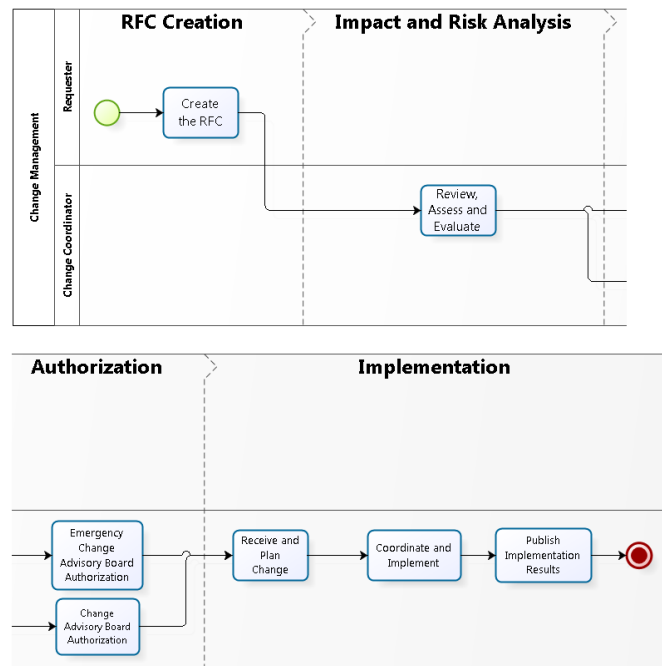 RFC Creation
Impact and Risk Analysis
Change Management
Requester
Create
the RFC
Change Coordinator
Review,
Assess and
Evaluate
Authorization
Implementation
Emergency
Change
Advisory Board
Authorization
Change
Advisory Board
Authorization
Receive and
Plan
Change
Coordinate and
Implement
Publish
Implementation
Results